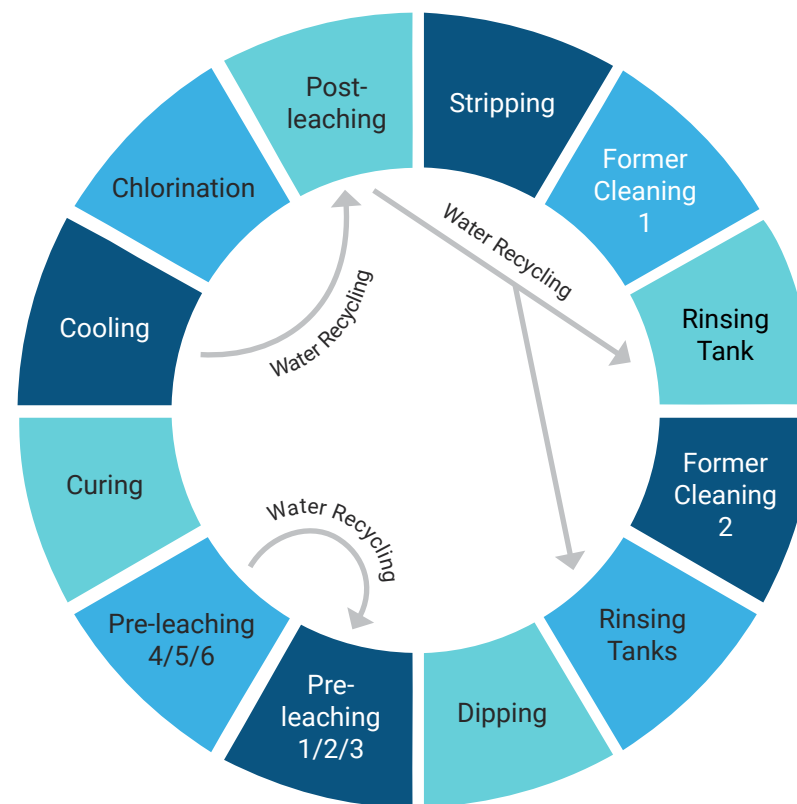 Post-
leaching
Stripping
Former
Cleaning
1
Rinsing
Tank
Former
Cleaning
2
Rinsing
Tanks
Dipping
Pre-
leaching
1/2/3
Pre-leaching
4/5/6
Curing
Cooling
Chlorination
Water Recycling
Water Recycling
Water Recycling